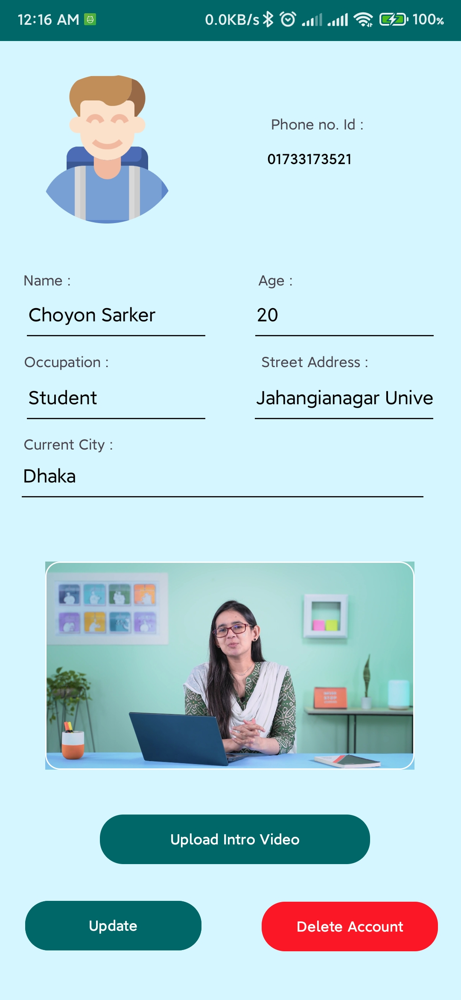 12:16 AM 0.0KB/s 100%
Phone no. Id :
01733173521
Name : Age :
Choyon Sarker 20
Occupation : Street Address :
Student Jahangianagar Unive
Current City :
Dhaka
Upload Intro Video
Update Delete Account